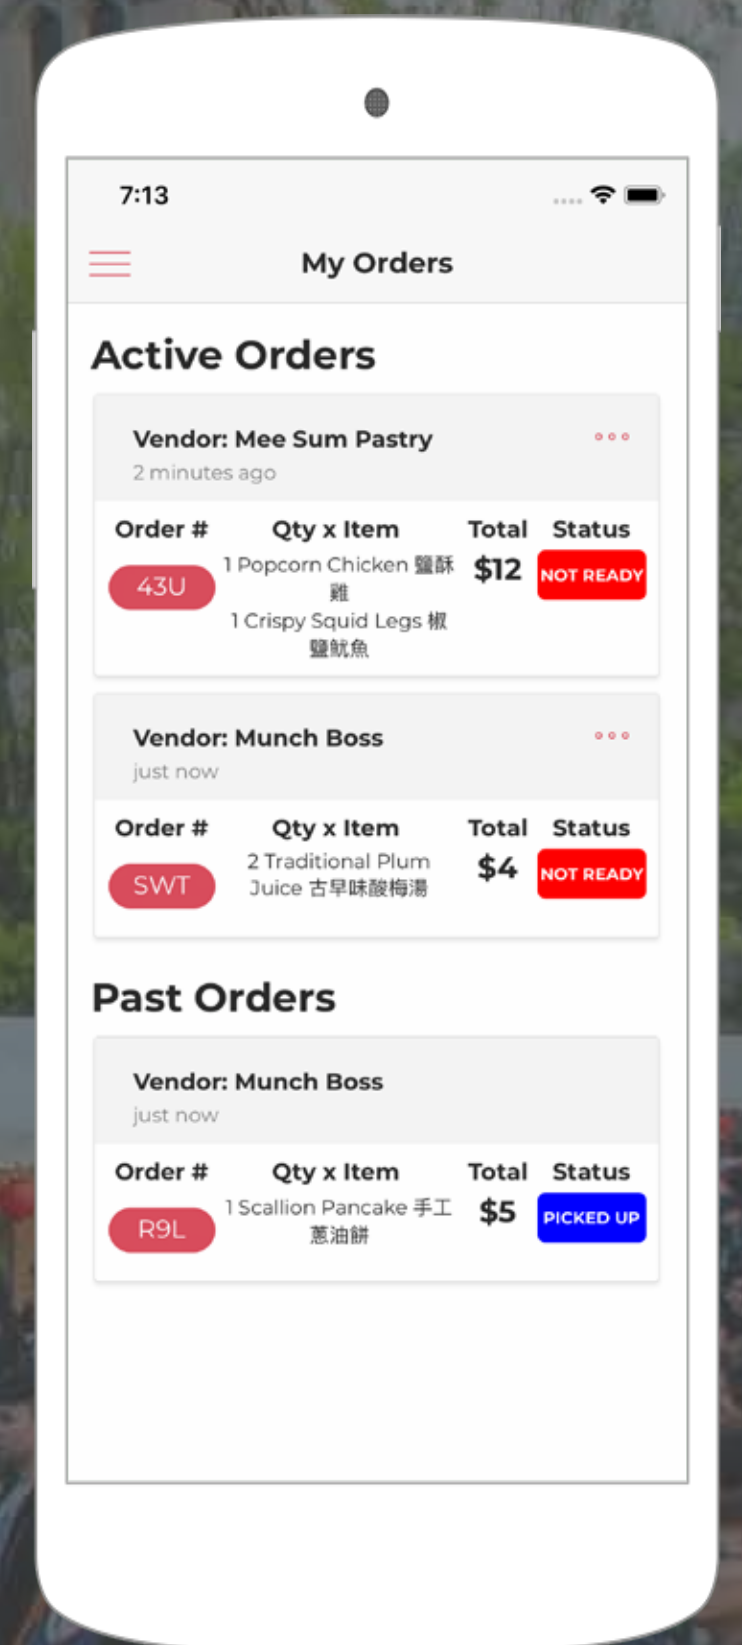 7:13
My Orders
Active Orders
Vendor: Mee Sum Pastry
2 minutes ago
Order # Qty x Item Total Status
43U 1 Popcorn Chicken 鹽酥 $12 NOT READY
雞
1 Crispy Squid Legs 椒
鹽魷魚
Vendor: Munch Boss
just now
Order # Qty x Item Total Status
SWT 2 Traditional Plum $4 NOT READY
Juice 古早味酸梅湯
Past Orders
Vendor: Munch Boss
just now
Order # Qty x Item Total Status
R9L 1 Scallion Pancake 手工 $5 PICKED UP
蔥油餅